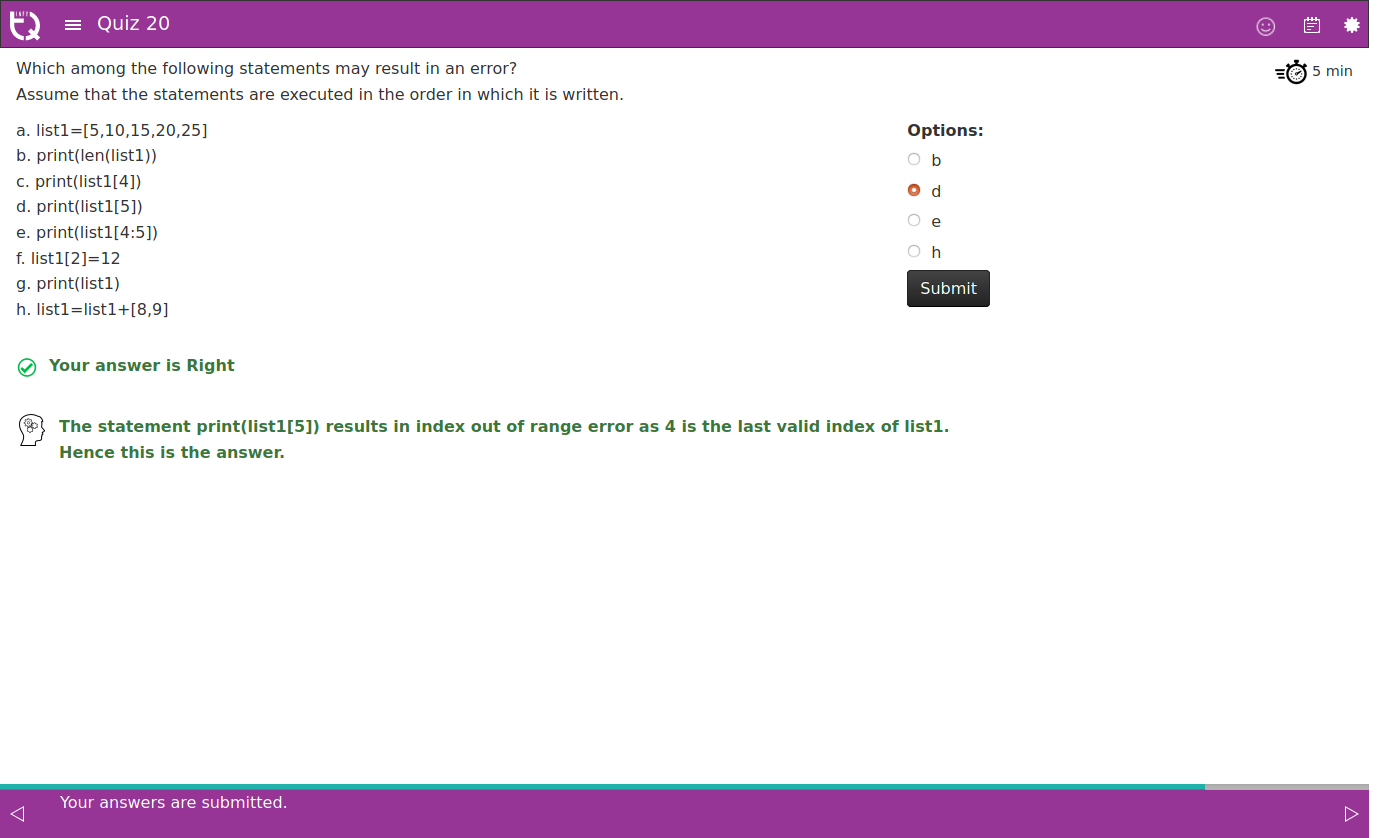 INFY
TQ
Quiz 20
Which among the following statements may result in an error?
5 min
Assume that the statements are executed in the order in which it is written.
a. list1=[5,10,15,20,25]
b. print(len(list1))
c. print(list1[4])
d. print(list1[5])
e. print(list1[4:5])
f. list1[2]=12
g. print(list1)
h. list1=list1+[8,9]
Options:
b
d
e
h
Submit
Your answer is Right
The statement print(list1[5]) results in index out of range error as 4 is the last valid index of list1.
Hence this is the answer.
Your answers are submitted.